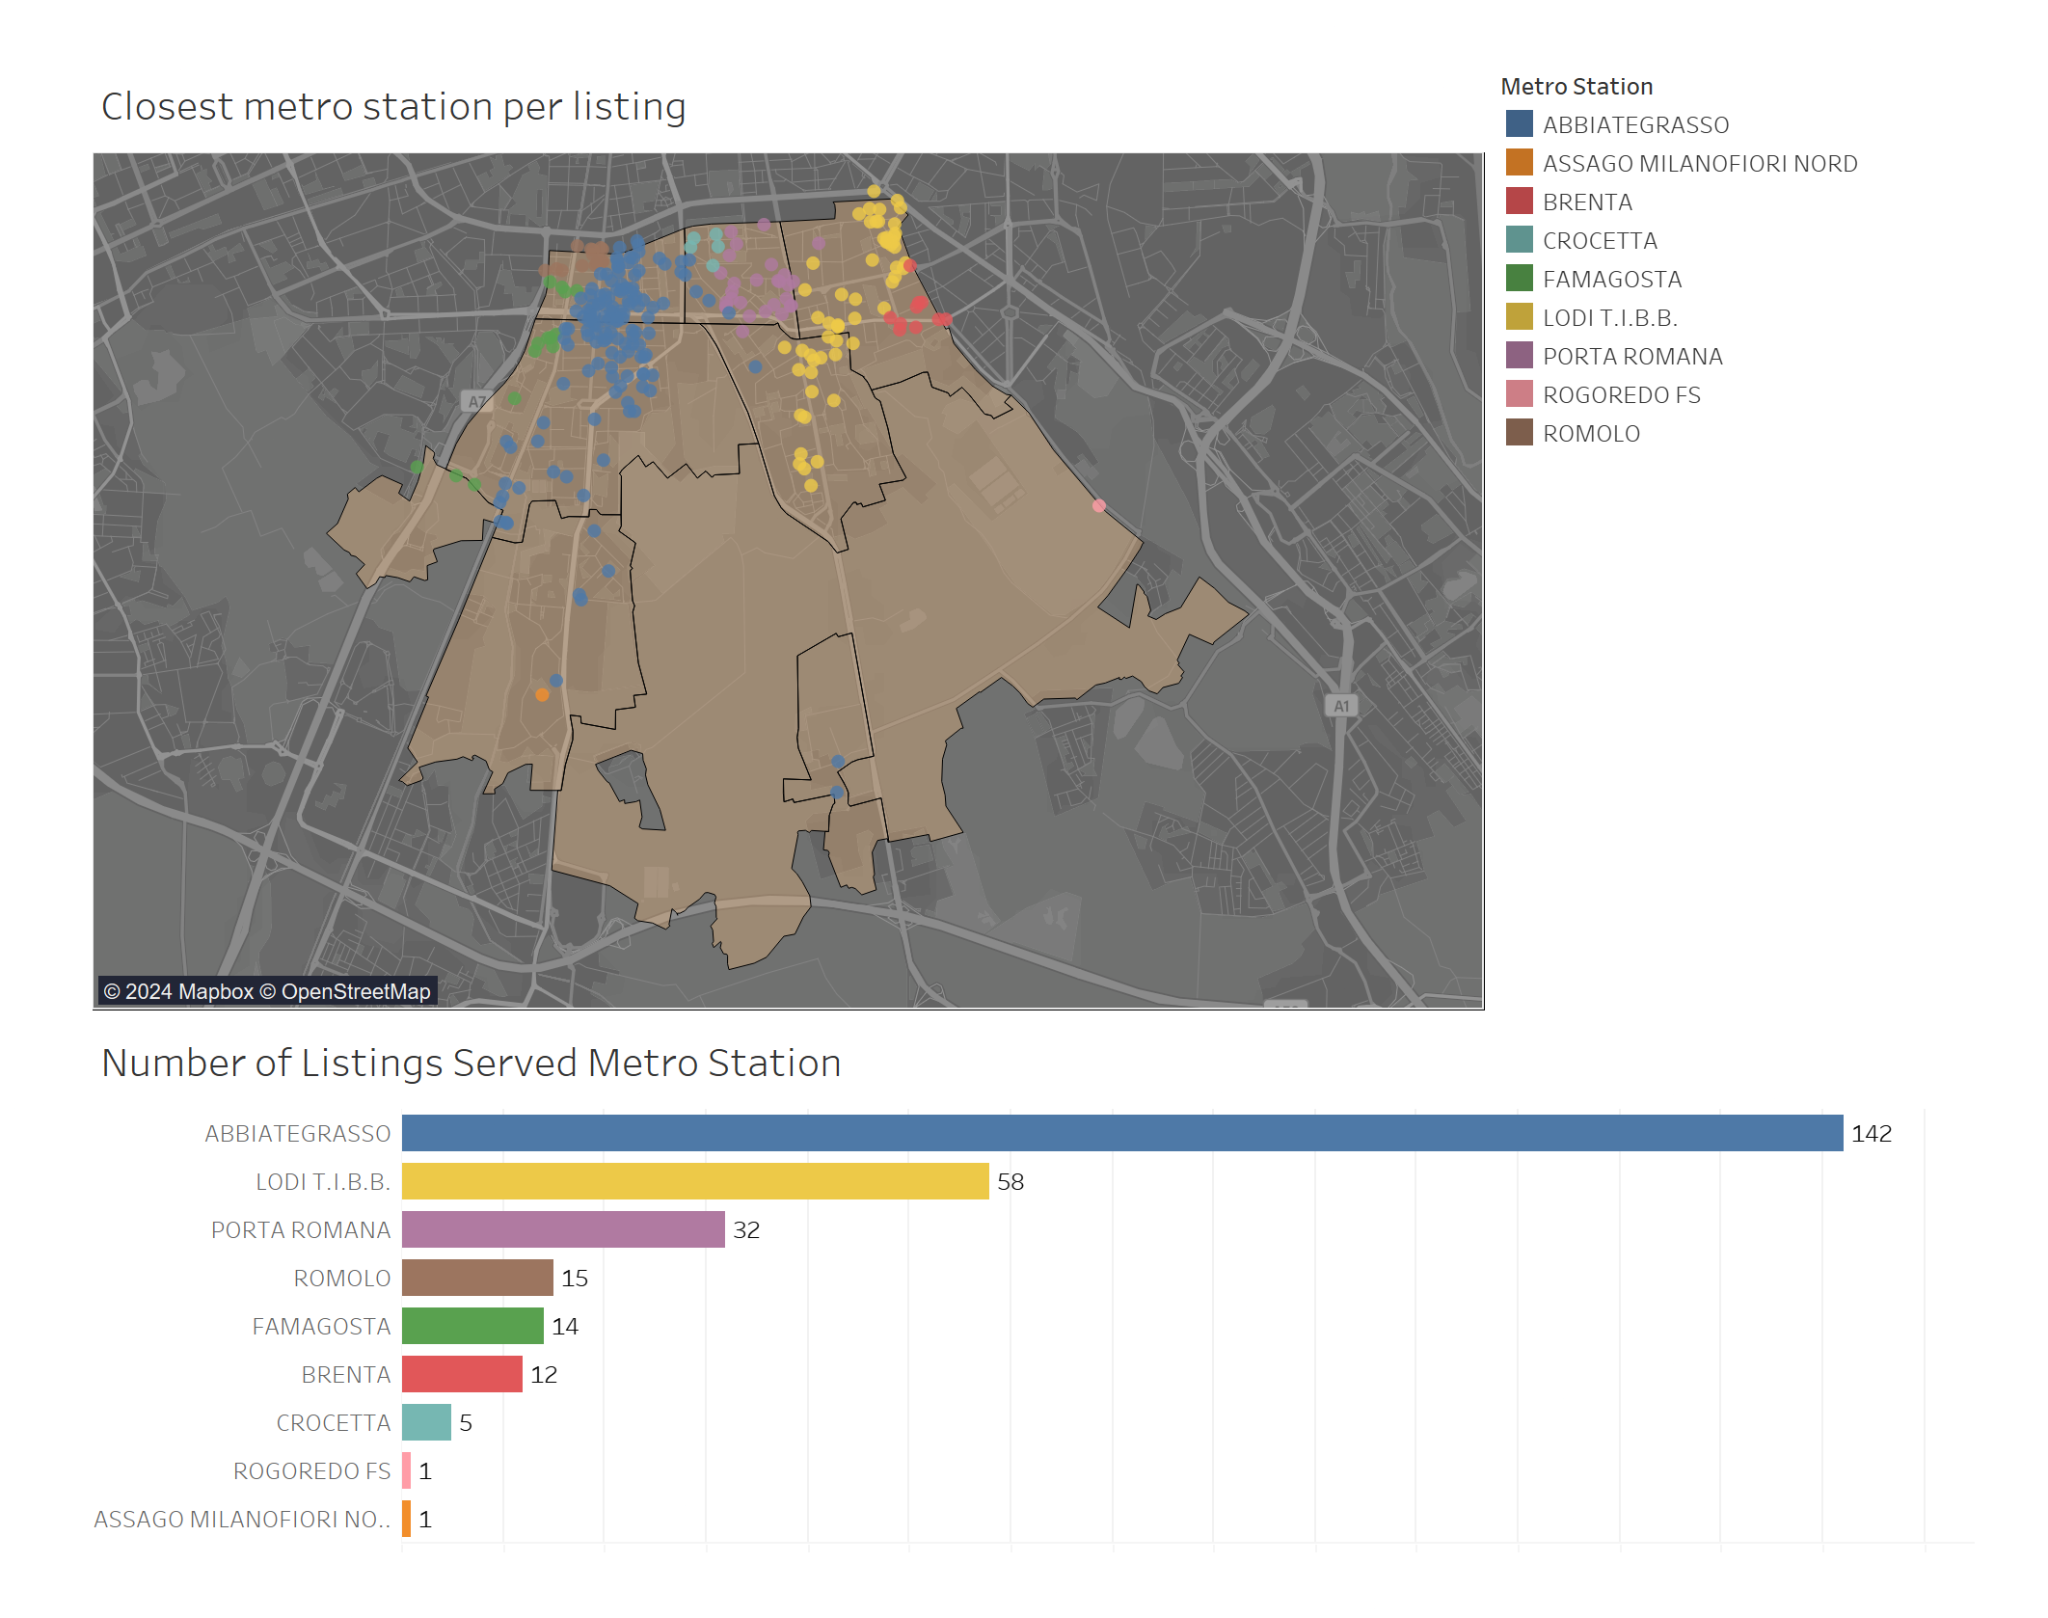 Closest metro station per listing
Metro Station
ABBIATEGRASSO
ASSAGO MILANOFIORI NORD
BRENTA
CROCETTA
FAMAGOSTA
LODI T.I.B.B.
PORTA ROMANA
ROGOREDO FS
ROMOLO
A7
A1
© 2024 Mapbox © OpenStreetMap
Number of Listings Served Metro Station
ABBIATEGRASSO 142
LODI T.I.B.B. 58
PORTA ROMANA 32
ROMOLO 15
FAMAGOSTA 14
BRENTA 12
CROCETTA 5
ROGOREDO FS 1
ASSAGO MILANOFIORI NO.. 1